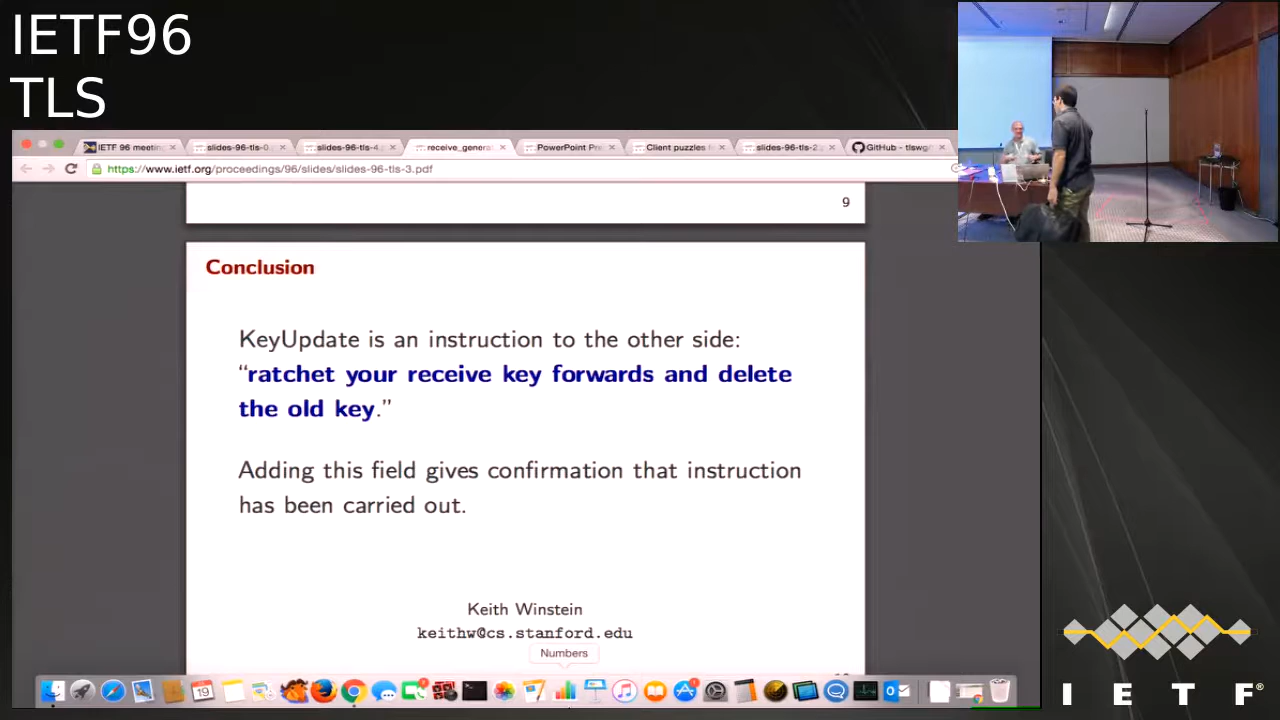 IETF96
TLS
IETF 96 meetin
slides-96-tls-0.
slides-96-tls-4.
receive_genera
PowerPoint Pre
Client puzzles f
slides-96-tls-2.
GitHub - tlswg
https://www.ietf.org/proceedings/96/slides/slides-96-tls-3.pdf
9
Conclusion
KeyUpdate is an instruction to the other side:
“ratchet your receive key forwards and delete
the old key.”
Adding this field gives confirmation that instruction
has been carried out.
Keith Winstein
keithw@cs.stanford.edu
Numbers
19
I E T F®